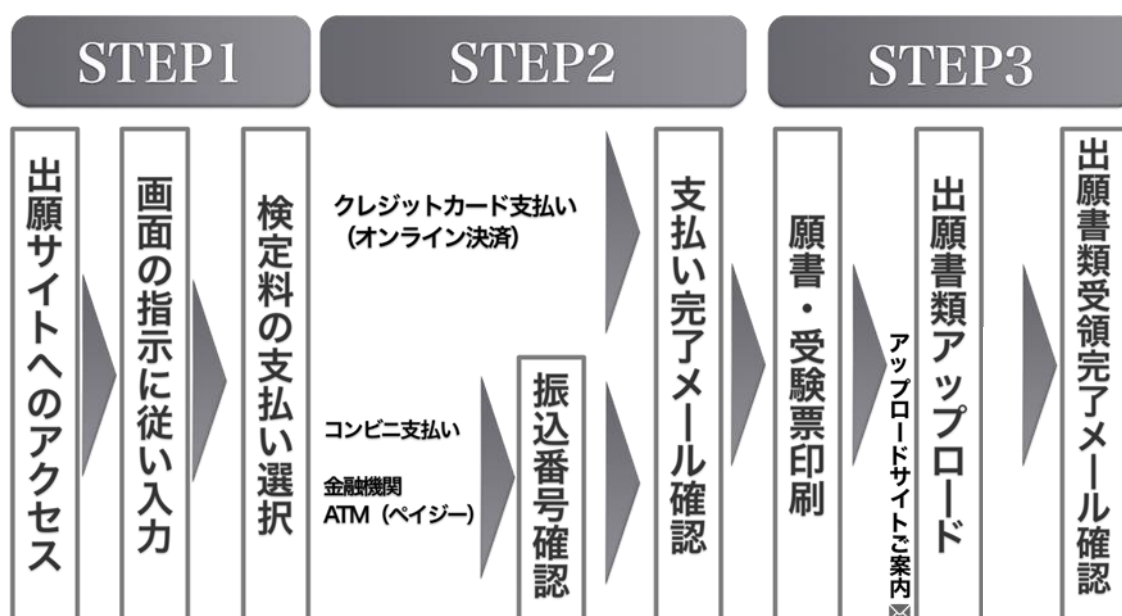 STEP1
STEP2
STEP3
出願サイトへのアクセス
画面の指示に従い入力
検定料の支払い選択
クレジットカード支払い
（オンライン決済）
コンビニ支払い
金融機関
ATM（ペイジー）
振込番号確認
支払い完了メール確認
願書・受験票印刷
アップロードサイトご案内
出願書類アップロード
出願書類受領完了メール確認